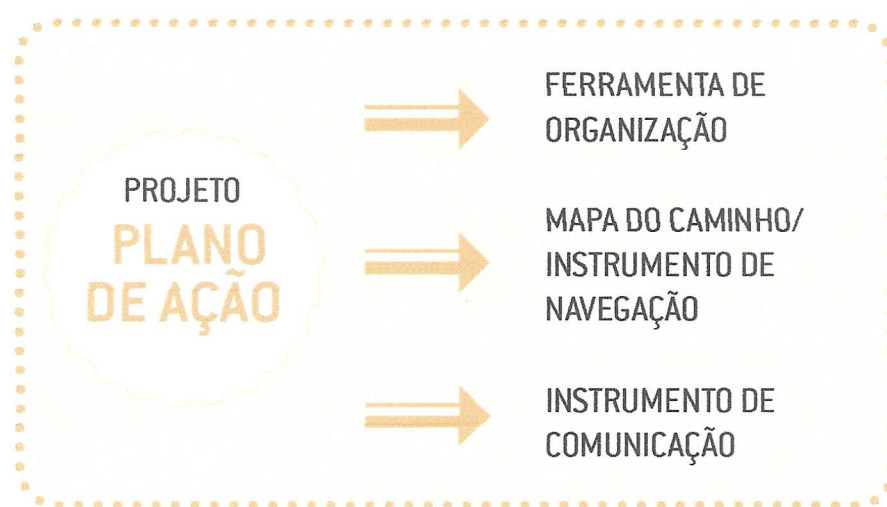 PROJETO
PLANO
DE AÇÃO
FERRAMENTA DE
ORGANIZAÇÃO
MAPA DO CAMINHO/
INSTRUMENTO DE
NAVEGAÇÃO
INSTRUMENTO DE
COMUNICAÇÃO